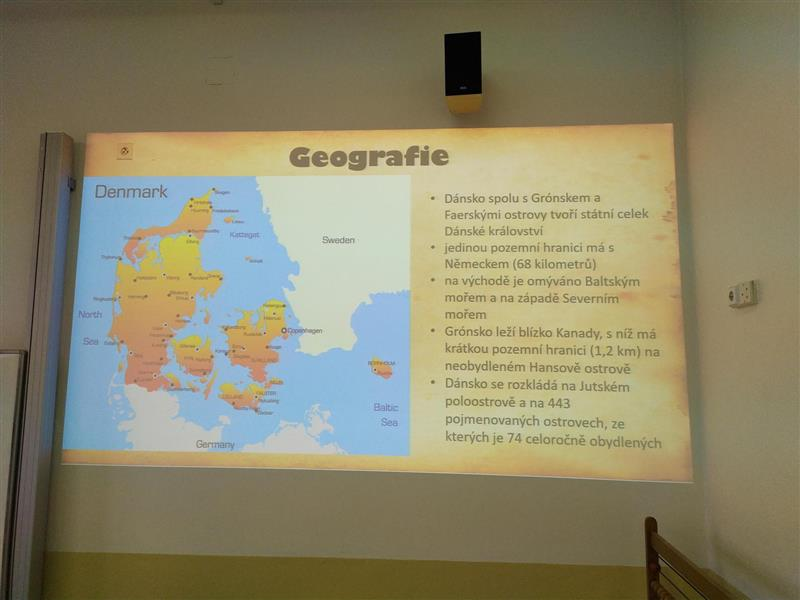 Geografie
Denmark
Sweden
Kattegat
North
Sea
Copenhagen
BORNHOLM
Baltic
Sea
Germany
• Dánsko spolu s Grónskem a
Faerskými ostrovy tvoří státní celek
Dánské království
• jedinou pozemní hranici má s
Německem (68 kilometrů)
• na východě je omýváno Baltským
mořem a na západě Severním
mořem
• Grónsko leží blízko Kanady, s níž má
krátkou pozemní hranici (1,2 km) na
neobydleném Hansově ostrově
• Dánsko se rozkládá na Jutském
poloostrově a na 443
pojmenovaných ostrovech, ze
kterých je 74 celoročně obydlených